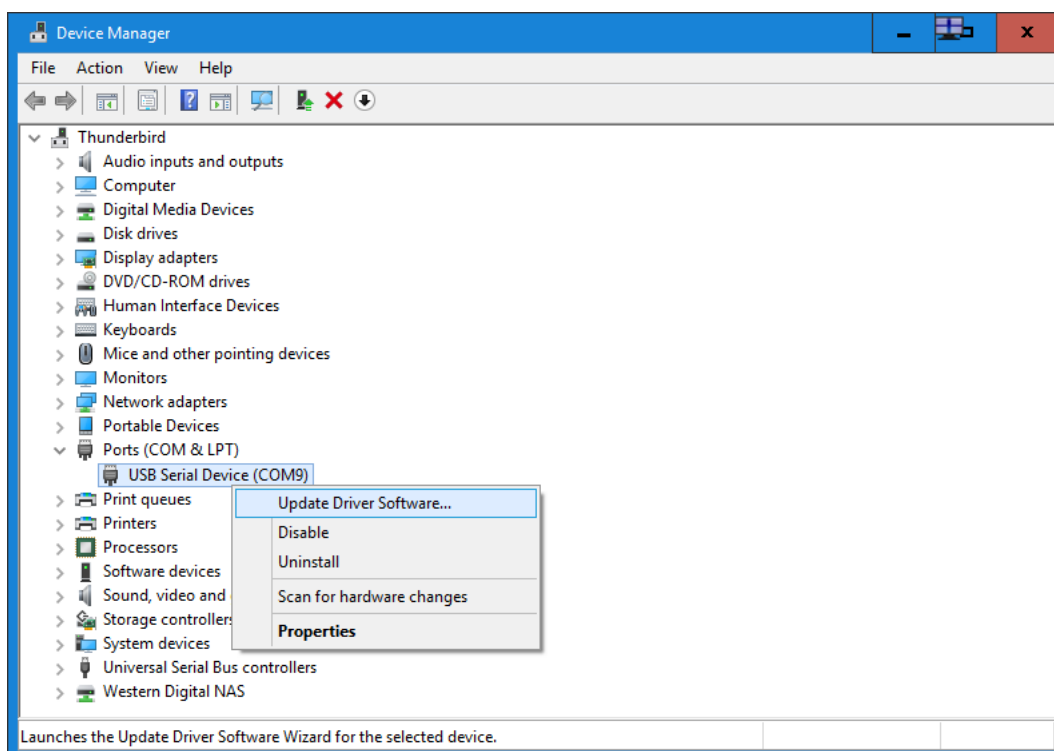 Device Manager
File Action View Help
Thunderbird
Audio inputs and outputs
Computer
Digital Media Devices
Disk drives
Display adapters
DVD/CD-ROM drives
Human Interface Devices
Keyboards
Mice and other pointing devices
Monitors
Network adapters
Portable Devices
Ports (COM & LPT)
USB Serial Device (COM9)
Print queues
Update Driver Software...
Printers
Disable
Processors
Uninstall
Software devices
Sound, video and
Scan for hardware changes
Storage controllers
Properties
System devices
Universal Serial Bus controllers
Western Digital NAS
Launches the Update Driver Software Wizard for the selected device.